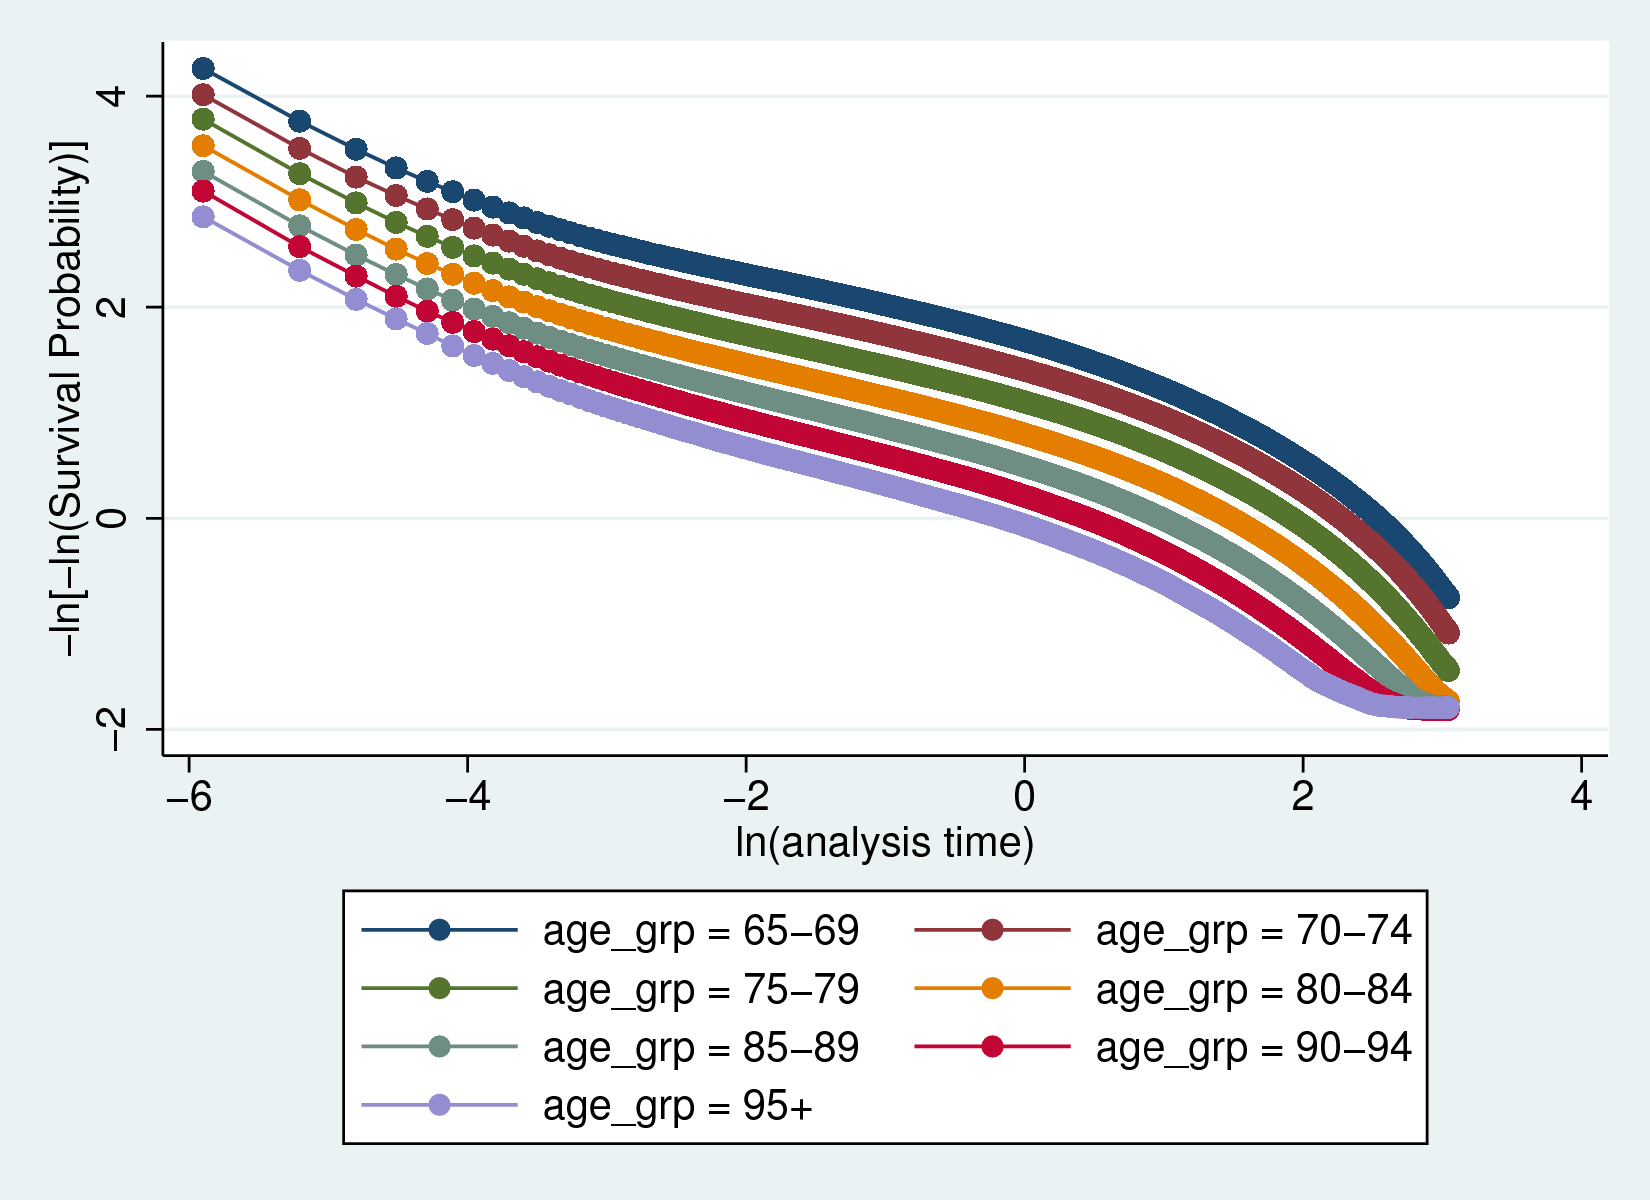 −ln[−ln(Survival Probability)]
4
2
0
−2
−6 −4 −2 0 2 4
ln(analysis time)
age_grp = 65−69 age_grp = 70−74
age_grp = 75−79 age_grp = 80−84
age_grp = 85−89 age_grp = 90−94
age_grp = 95+